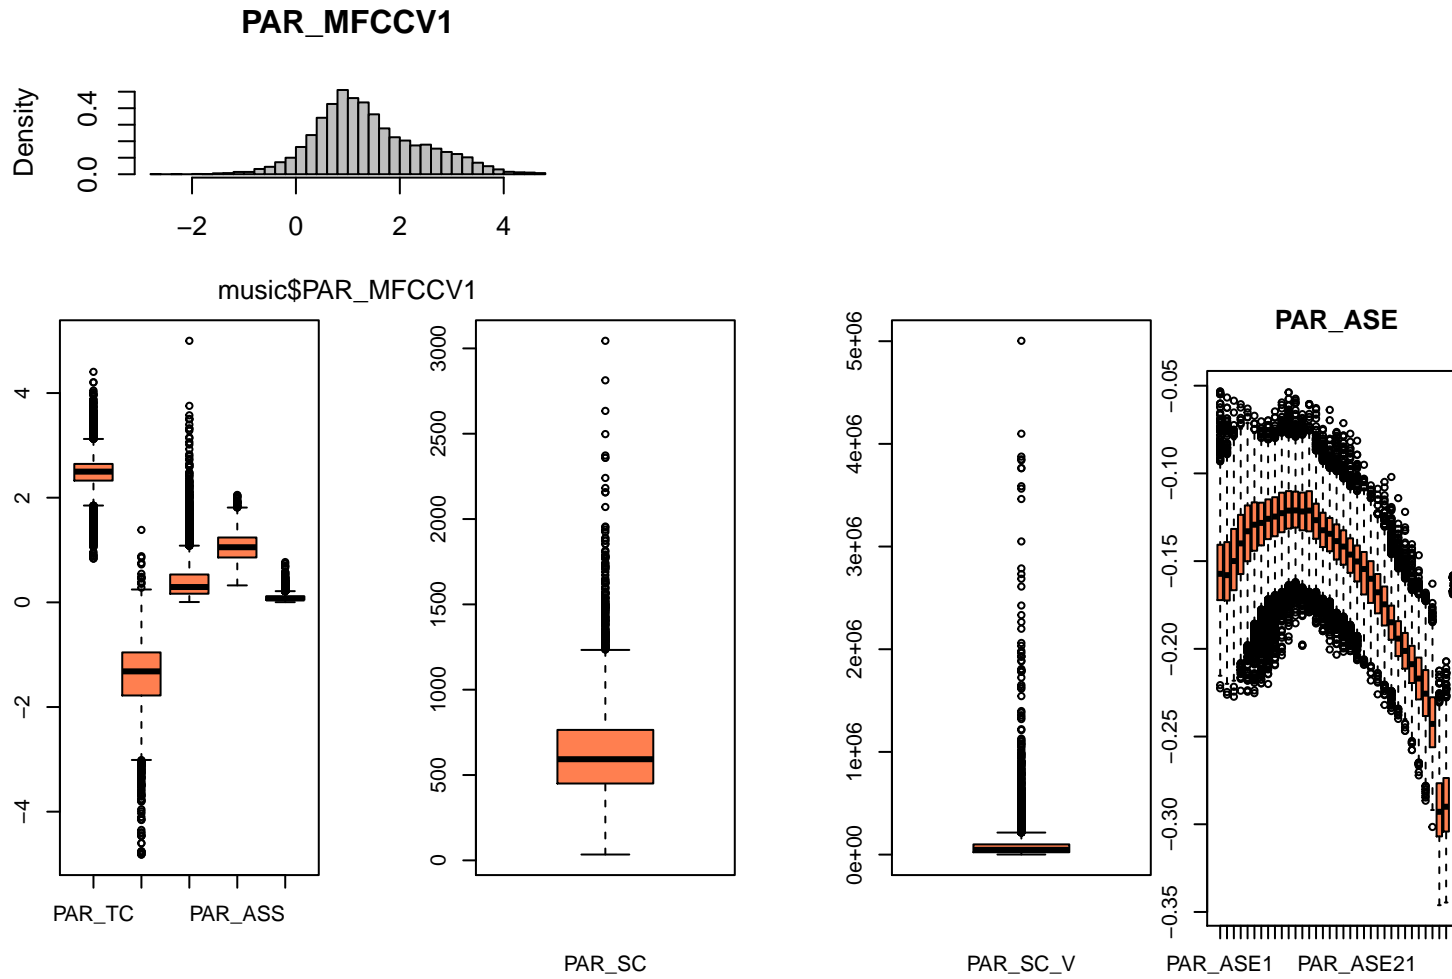 PAR_MFCCV1
Density
0.0 0.4
−2 0 2 4
music$PAR_MFCCV1
−4 −2 0 2 4
PAR_TC PAR_ASS
0 500 1000 1500 2000 2500 3000
PAR_SC
0e+00 1e+06 2e+06 3e+06 4e+06 5e+06
PAR_SC_V
PAR_ASE
−0.35 −0.30 −0.25 −0.20 −0.15 −0.10 −0.05
PAR_ASE1 PAR_ASE21